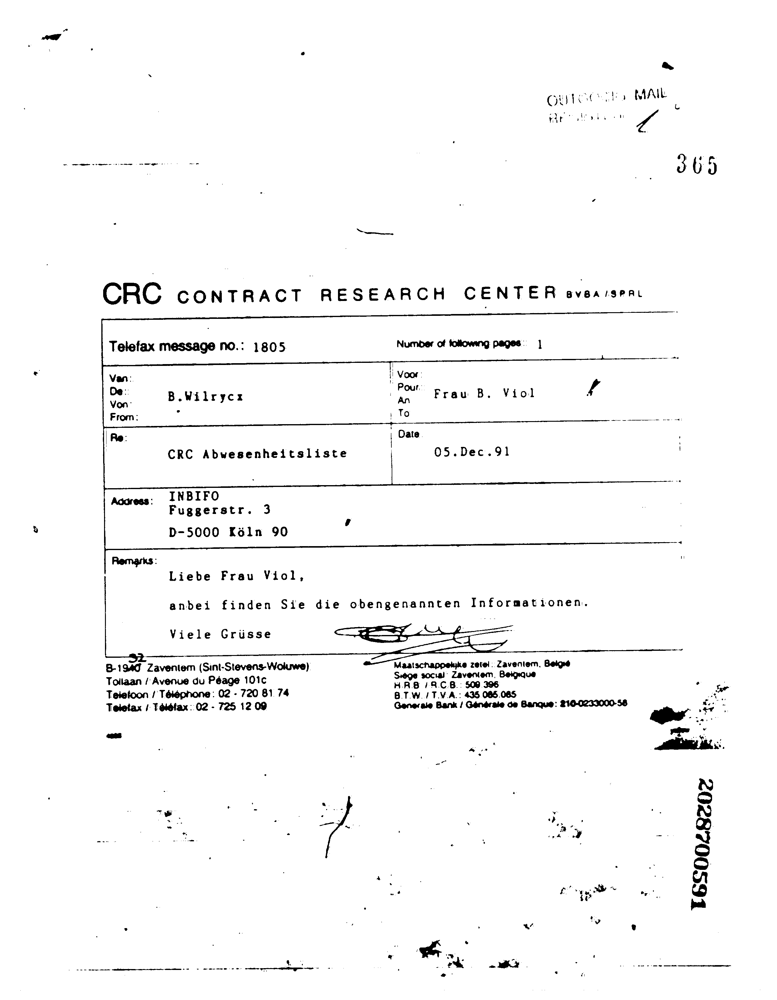 OUTGOING MAIL
365
CRC CONTRACT RESEARCH CENTER BVBA/SPRL
Telefax message no.: 1805 Number of following pages: 1
Van:
De:
Von:
From:
B.Wilrycx
Voor:
Pour:
An
To
Frau B. Viol
Re:
CRC Abwesenheitsliste
Date
05.Dec.91
Address: INBIFO
Fuggerstr. 3
D-5000 Köln 90
Remarks:
Liebe Frau Viol,
anbei finden Sie die obengenannten Informationen.
Viele Grüsse
32
B-1940 Zaventem (Sint-Stevens-Woluwe)
Tollaan / Avenue du Péage 101c
Telefoon / Téléphone: 02 - 720 81 74
Telefax / Téléfax: 02 - 725 12 09
Maatschappelijke zetel: Zaventem, België
Siège social: Zaventem, Belgique
H.R.B. / R.C.B.: 509 396
B.T.W. / T.V.A.: 435.085.085
Generale Bank / Générale de Banque: 210-0233000-58
2028700591